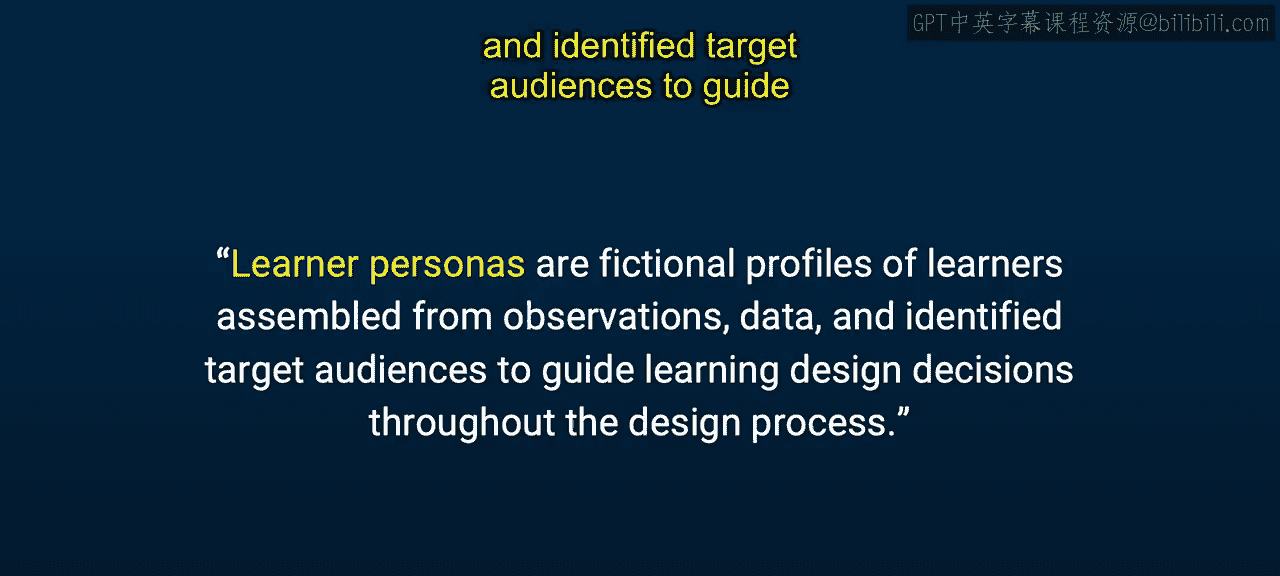 GPT中英字幕课程资源@bilibili.com
and identified target
audiences to guide
“Learner personas are fictional profiles of learners
assembled from observations, data, and identified
target audiences to guide learning design decisions
throughout the design process.”